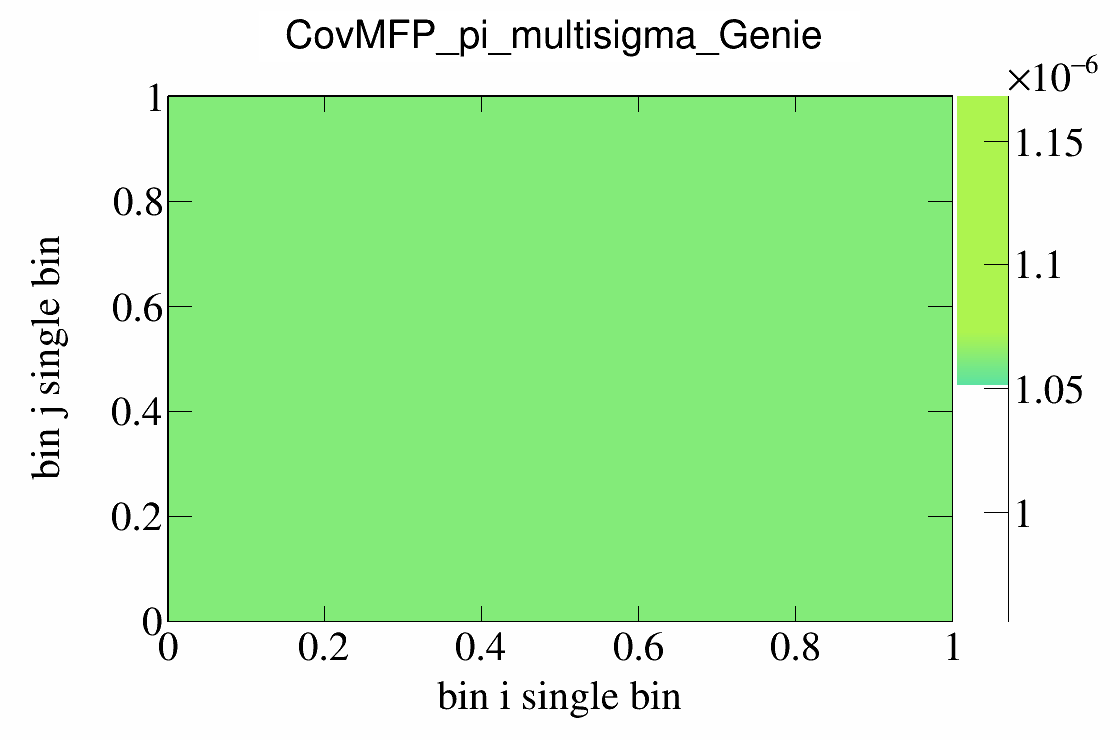 CovMFP_pi_multisigma_Genie
×10⁻⁶
1
0.8
0.6
0.4
0.2
0
bin j single bin
1.15
1.1
1.05
1
0 0.2 0.4 0.6 0.8 1
bin i single bin